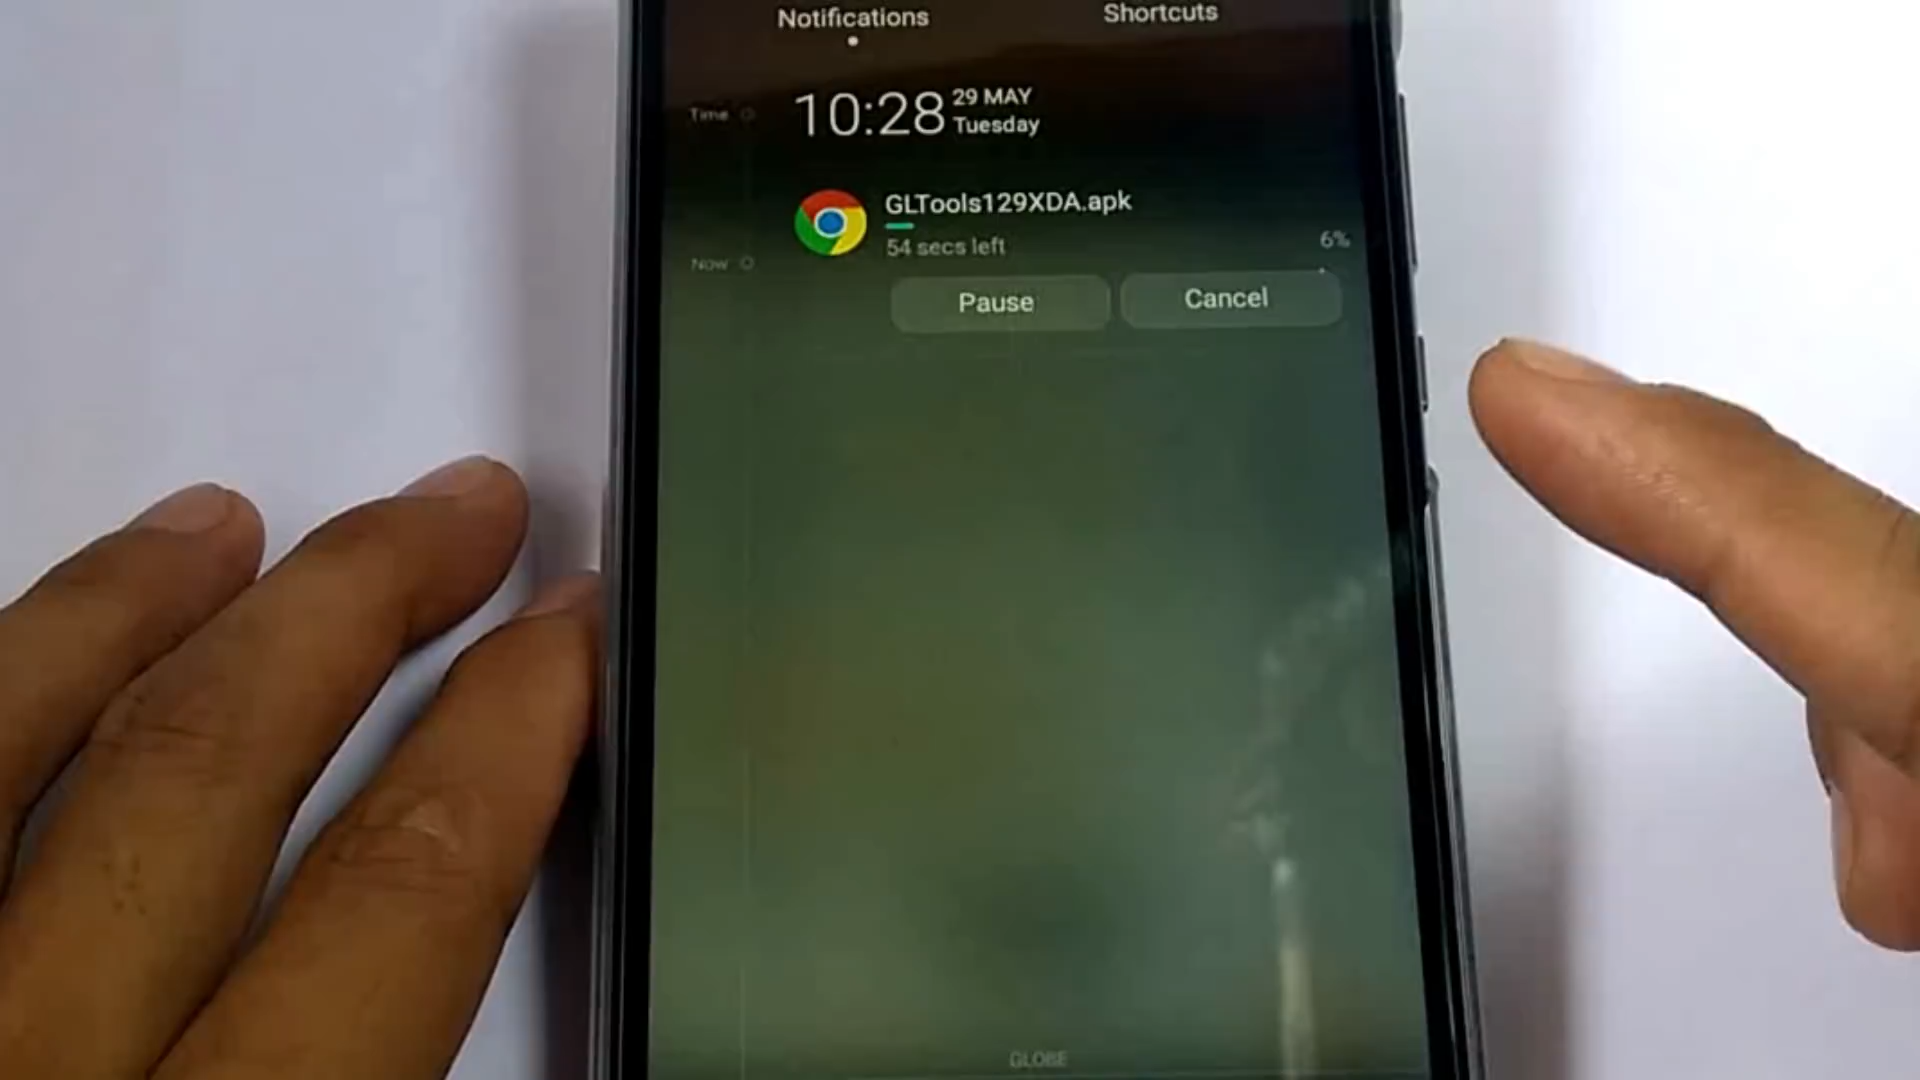 Notifications
Shortcuts
Time
10:28
29 MAY
Tuesday
GLTools129XDA.apk
54 secs left
6%
Now
Pause
Cancel
GLOBE